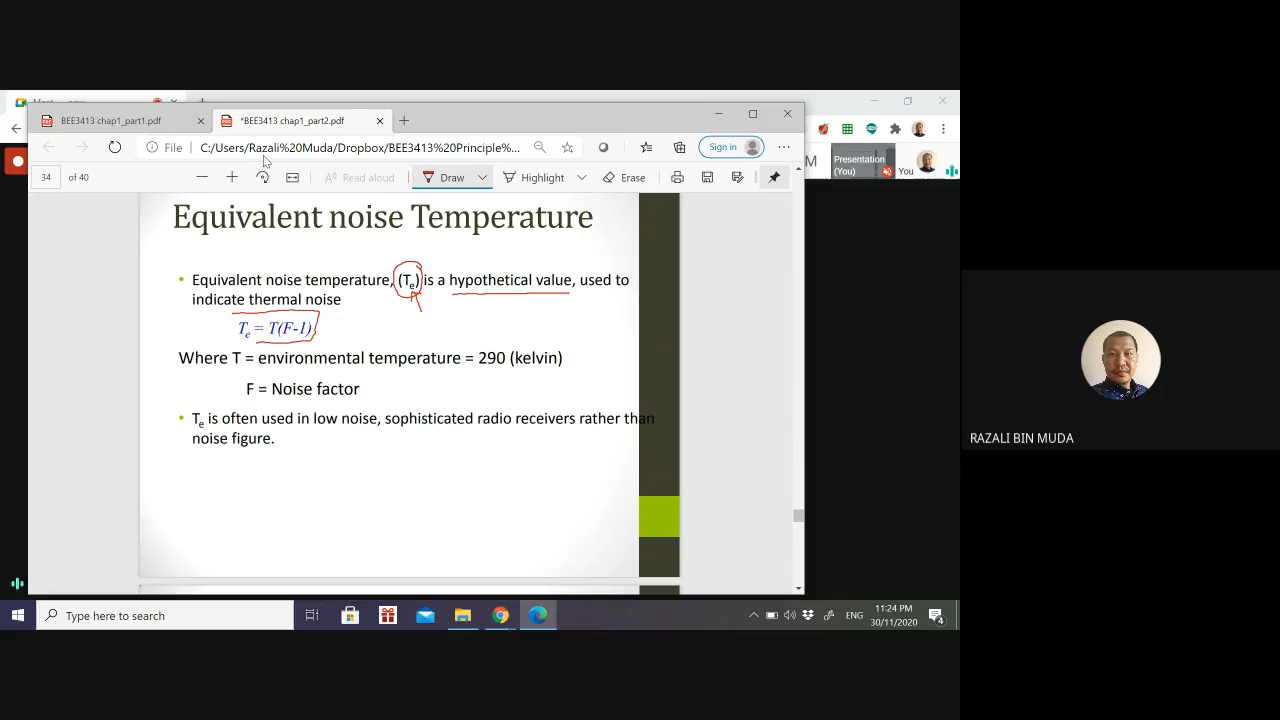 BEE3413 chap1_part1.pdf
*BEE3413 chap1_part2.pdf
File
C:/Users/Razali%20Muda/Dropbox/BEE3413%20Principle%...
Sign in
34 of 40
Read aloud
Draw
Highlight
Erase
M
Presentation
(You)
You
Equivalent noise Temperature
• Equivalent noise temperature, (Te) is a hypothetical value, used to
indicate thermal noise
Te = T(F-1)
Where T = environmental temperature = 290 (kelvin)
F = Noise factor
• Te is often used in low noise, sophisticated radio receivers rather than
noise figure.
RAZALI BIN MUDA
Type here to search
ENG
11:24 PM
30/11/2020
4